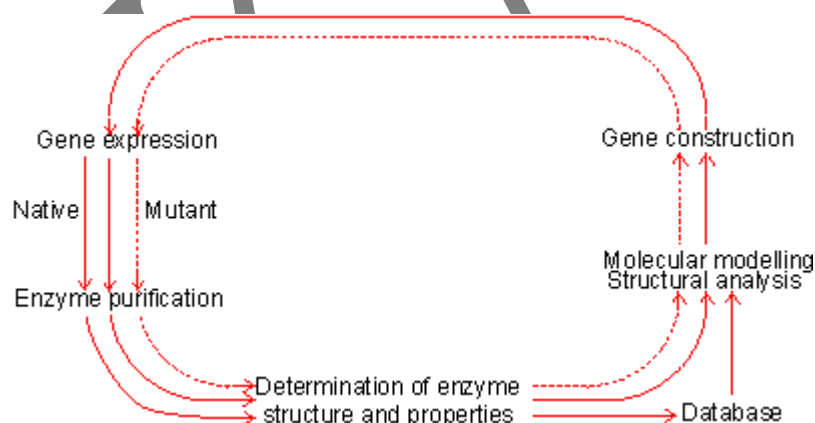 Gene expression
Gene construction
Native
Mutant
Molecular modelling
Structural analysis
Enzyme purification
Determination of enzyme
structure and properties
Database